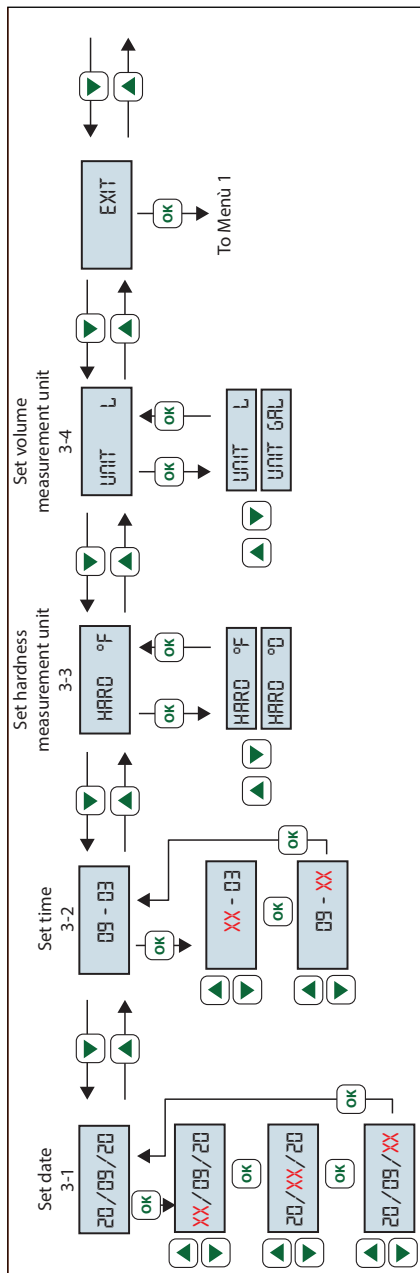 Set date
3-1
20/09/20
OK
XX/09/20
OK
20/XX/20
OK
20/09/XX
OK
Set time
3-2
09 - 03
OK
XX - 03
OK
09 - XX
OK
Set hardness
measurement unit
3-3
HARD °F
OK
OK
HARD °F
HARD °D
Set volume
measurement unit
3-4
UNIT L
OK
OK
UNIT L
UNIT GAL
EXIT
OK
To Menù 1